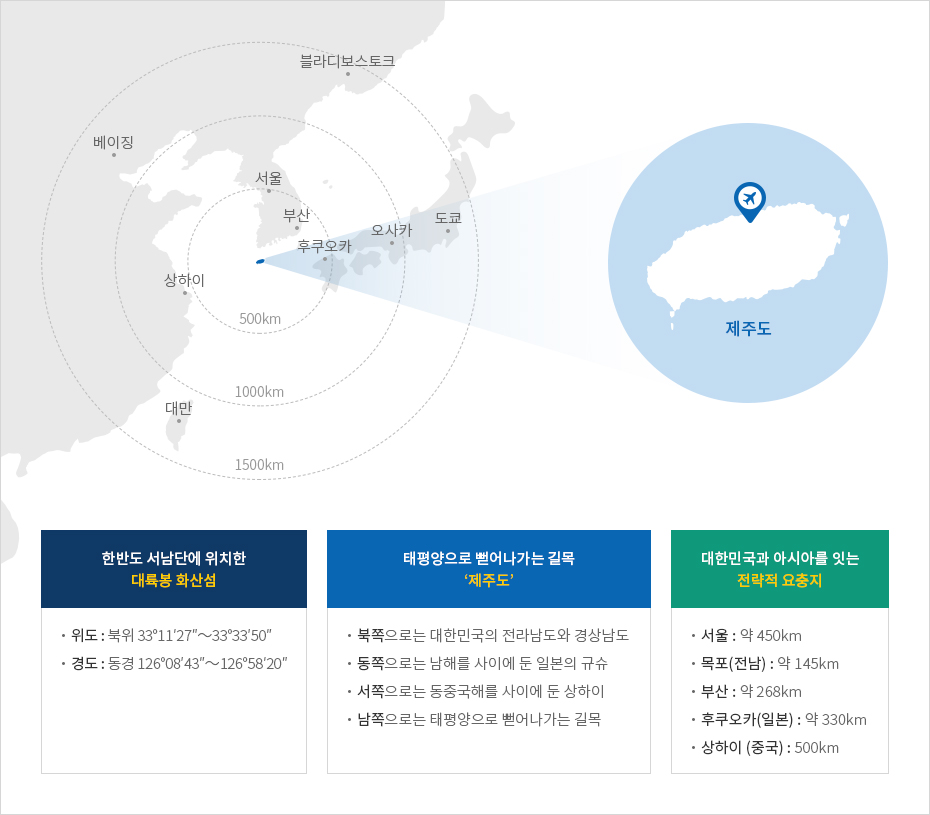 블라디보스토크
베이징
서울
부산
도쿄
오사카
후쿠오카
상하이
500km
제주도
1000km
대만
1500km
한반도 서남단에 위치한
대륙붕 화산섬
• 위도 : 북위 33°11′27″～33°33′50″
• 경도 : 동경 126°08′43″～126°58′20″
태평양으로 뻗어나가는 길목
‘제주도’
• 북쪽으로는 대한민국의 전라남도와 경상남도
• 동쪽으로는 남해를 사이에 둔 일본의 규슈
• 서쪽으로는 동중국해를 사이에 둔 상하이
• 남쪽으로는 태평양으로 뻗어나가는 길목
대한민국과 아시아를 잇는
전략적 요충지
• 서울 : 약 450km
• 목포(전남) : 약 145km
• 부산 : 약 268km
• 후쿠오카(일본) : 약 330km
• 상하이 (중국) : 500km